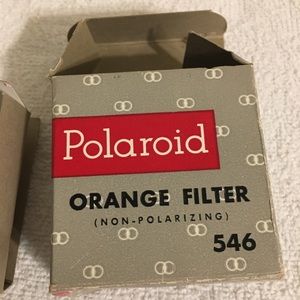 Polaroid
ORANGE FILTER
(NON-POLARIZING)
546